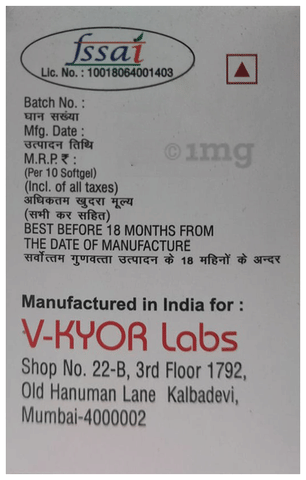 fssai
Lic. No. : 10018064001403
Batch No. :
घान सख्या
Mfg. Date :
उत्पादन तिथि
M.R.P. ₹ :
(Per 10 Softgel)
(Incl. of all taxes)
अधिकतम खुदरा मूल्य
(सभी कर सहित)
BEST BEFORE 18 MONTHS FROM
THE DATE OF MANUFACTURE
सर्वोत्तम गुणवत्ता उत्पादन के 18 महिनों के अन्दर
©1mg
Manufactured in India for :
V-KYOR Labs
Shop No. 22-B, 3rd Floor 1792,
Old Hanuman Lane Kalbadevi,
Mumbai-4000002